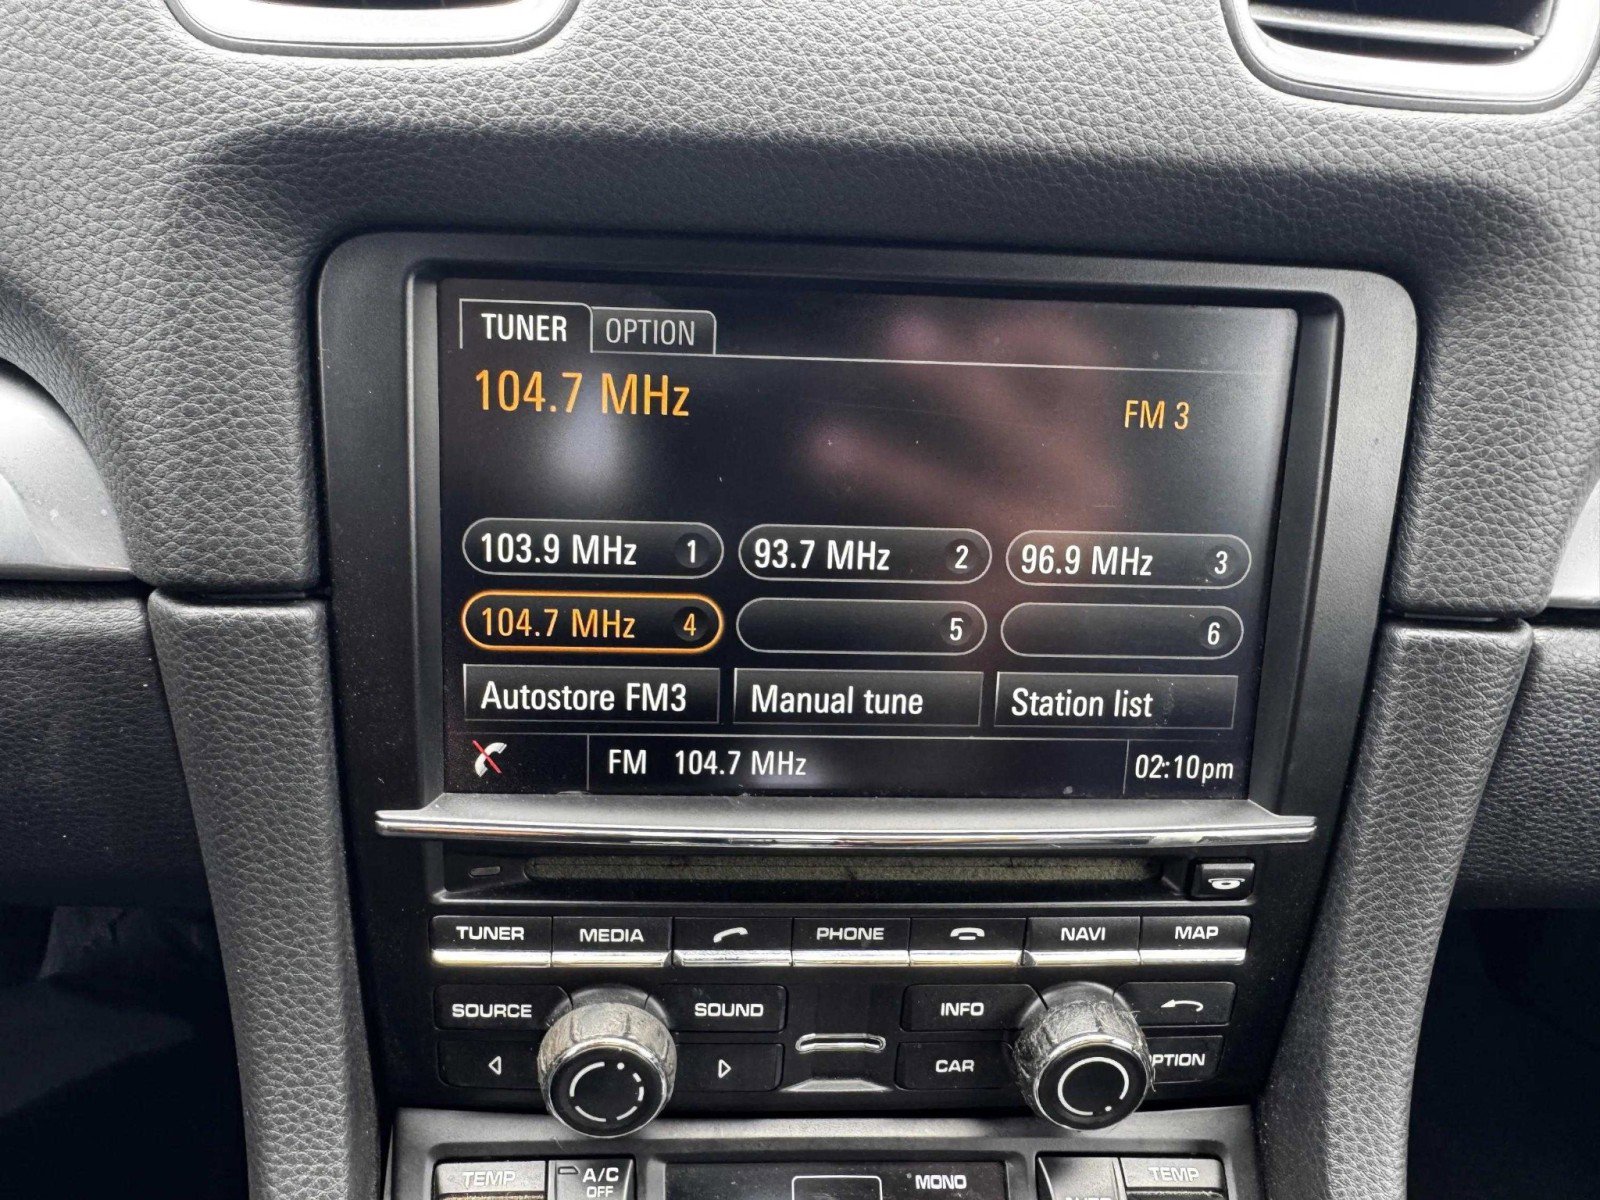 TUNER OPTION
104.7 MHz
FM 3
103.9 MHz 1 93.7 MHz 2 96.9 MHz 3
104.7 MHz 4 5 6
Autostore FM3 Manual tune Station list
FM 104.7 MHz 02:10pm
TUNER MEDIA PHONE NAVI MAP
SOURCE SOUND INFO
CAR PTION
TEMP A/C MONO TEMP
OFF